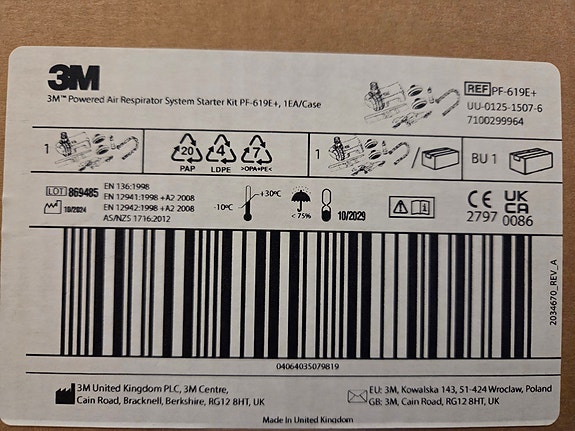 3M
3M™ Powered Air Respirator System Starter Kit PF-619E+, 1EA/Case
REF PF-619E+
UU-0125-1507-6
7100299964
1
20
PAP
4
LDPE
7
>OPA+PE<
1
/
BU 1
LOT 869485
10/2024
EN 136:1998
EN 12941:1998 +A2 2008
EN 12942:1998 +A2 2008
AS/NZS 1716:2012
-10°C
+30°C
< 75%
10/2029
CE
2797
UK
CA
0086
2034670_REV_A
04064035079819
3M United Kingdom PLC, 3M Centre,
Cain Road, Bracknell, Berkshire, RG12 8HT, UK
EU: 3M, Kowalska 143, 51-424 Wroclaw, Poland
GB: 3M, Cain Road, Bracknell, RG12 8HT, UK
Made In United Kingdom